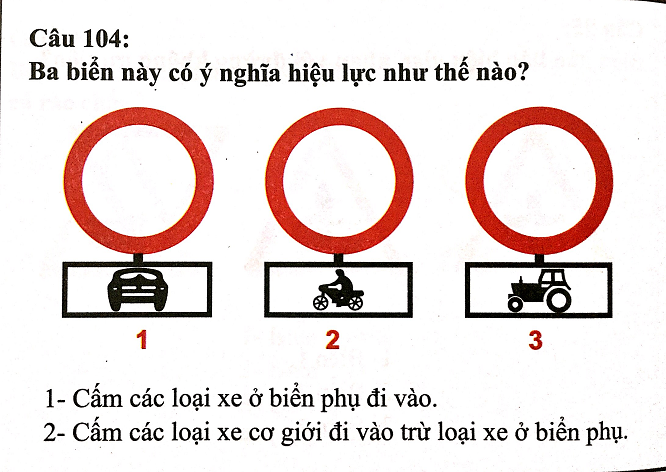 Câu 104:
Ba biển này có ý nghĩa hiệu lực như thế nào?
1 2 3
1- Cấm các loại xe ở biển phụ đi vào.
2- Cấm các loại xe cơ giới đi vào trừ loại xe ở biển phụ.